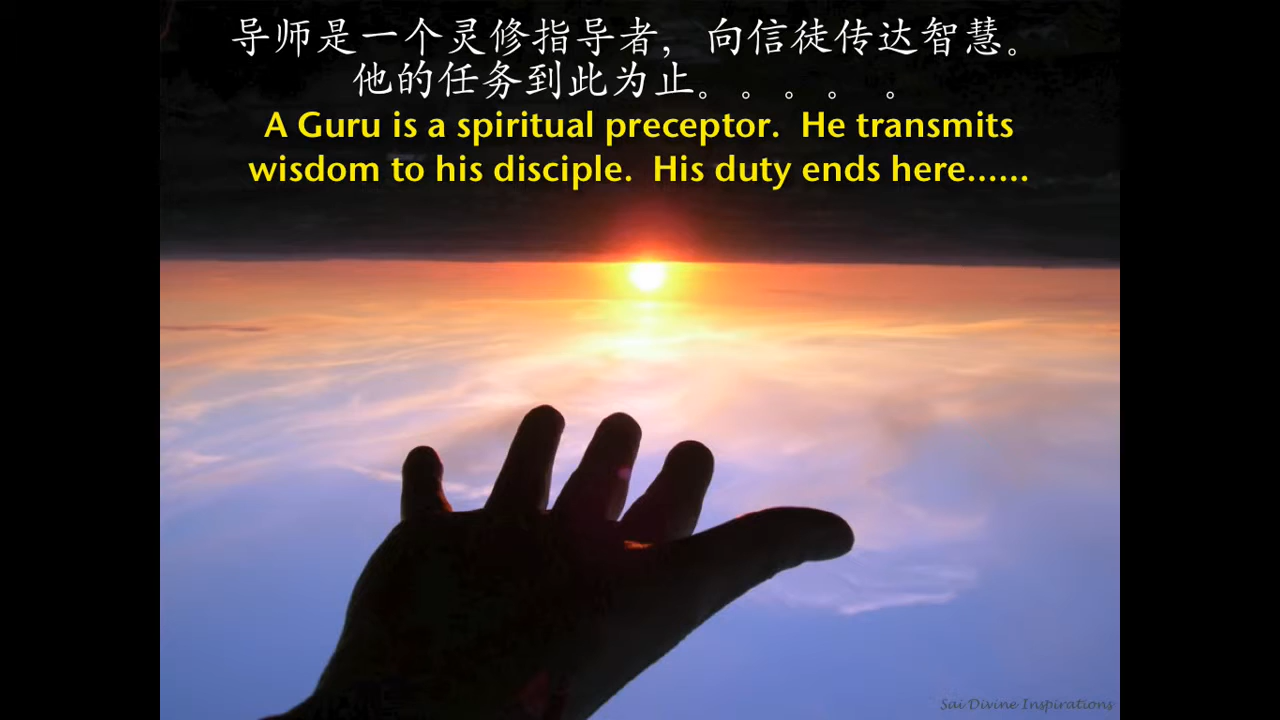 导师是一个灵修指导者，向信徒传达智慧。
他的任务到此为止。。。。 。
A Guru is a spiritual preceptor.  He transmits
wisdom to his disciple.  His duty ends here......
Sai Divine Inspirations